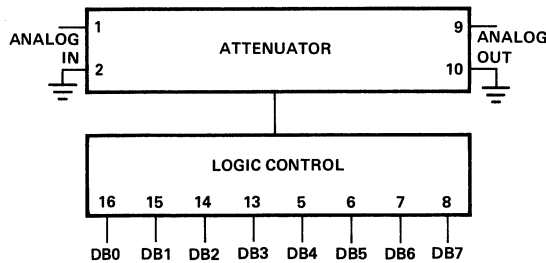 1 ATTENUATOR 9
ANALOG IN
ANALOG OUT
2 10
LOGIC CONTROL
16 15 14 13 5 6 7 8
DB0 DB1 DB2 DB3 DB4 DB5 DB6 DB7